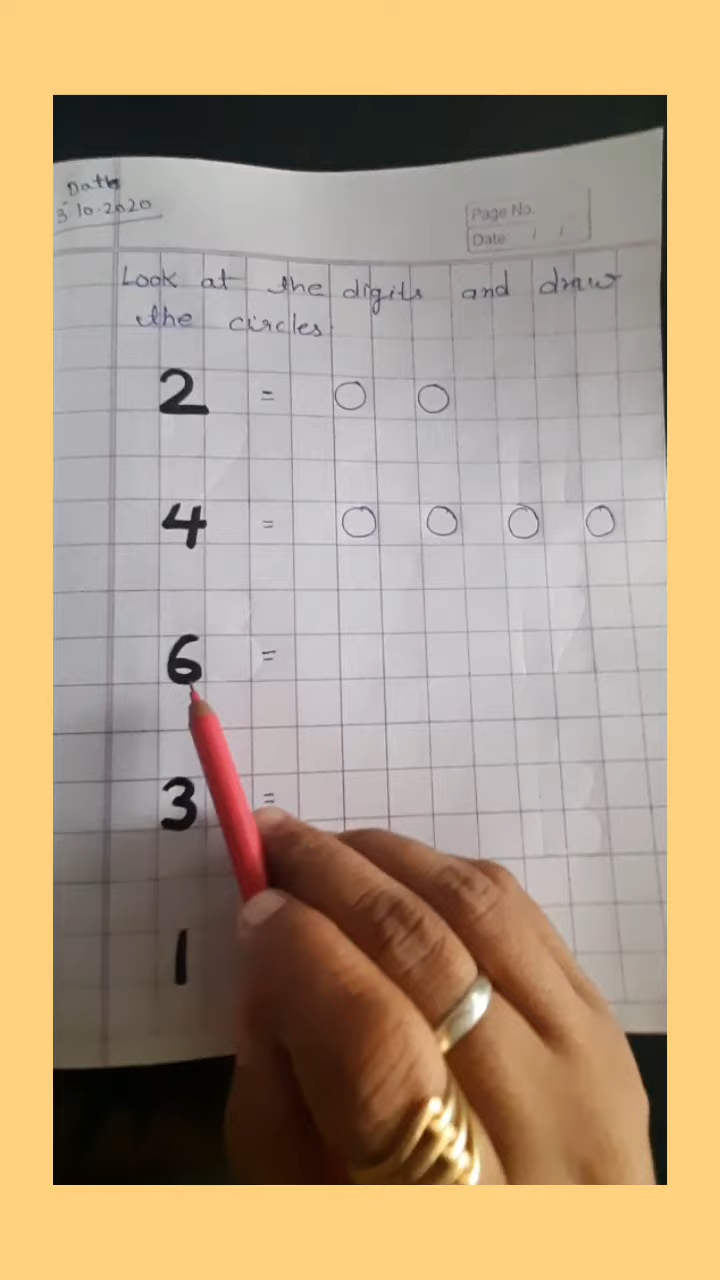 Date
3.10.2020
Page No.
Date / /
Look at the digits and draw
the circles
2 = ○ ○
4 = ○ ○ ○ ○
6 =
3 =
1